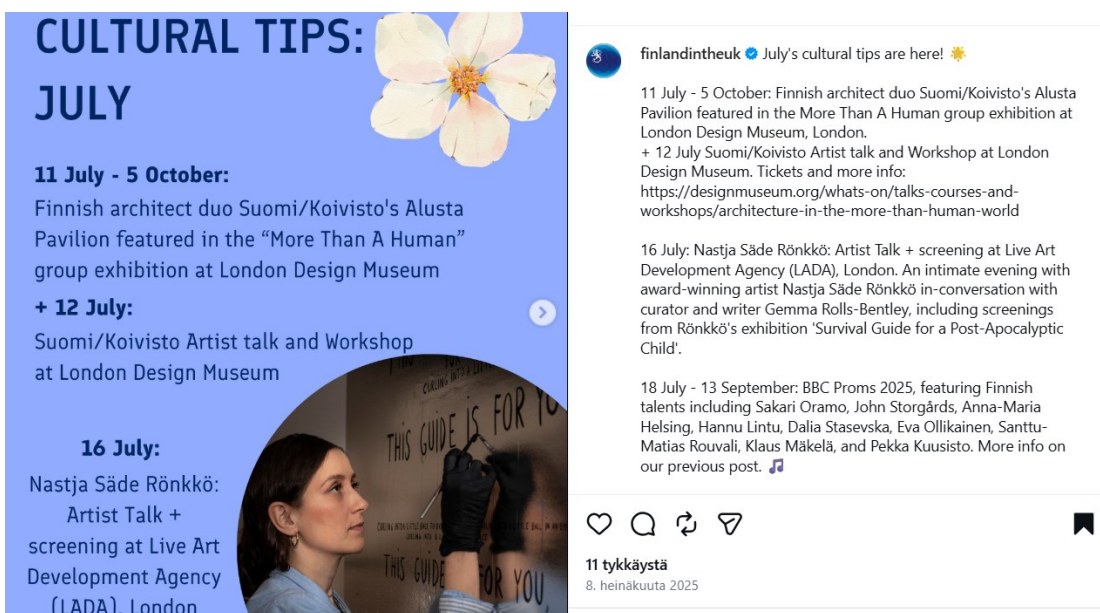 CULTURAL TIPS:
JULY
11 July - 5 October:
Finnish architect duo Suomi/Koivisto's Alusta
Pavilion featured in the “More Than A Human”
group exhibition at London Design Museum
+ 12 July:
Suomi/Koivisto Artist talk and Workshop
at London Design Museum
16 July:
Nastja Säde Rönkkö:
Artist Talk +
screening at Live Art
Development Agency
(LADA), London
CURLING INTO A
THIS GUIDE IS FOR YOU
THIS GUIDE FOR YOU
finlandintheuk July's cultural tips are here! 🌟
11 July - 5 October: Finnish architect duo Suomi/Koivisto's Alusta
Pavilion featured in the More Than A Human group exhibition at
London Design Museum, London.
+ 12 July Suomi/Koivisto Artist talk and Workshop at London
Design Museum. Tickets and more info:
https://designmuseum.org/whats-on/talks-courses-and-
workshops/architecture-in-the-more-than-human-world
16 July: Nastja Säde Rönkkö: Artist Talk + screening at Live Art
Development Agency (LADA), London. An intimate evening with
award-winning artist Nastja Säde Rönkkö in-conversation with
curator and writer Gemma Rolls-Bentley, including screenings
from Rönkkö's exhibition 'Survival Guide for a Post-Apocalyptic
Child'.
18 July - 13 September: BBC Proms 2025, featuring Finnish
talents including Sakari Oramo, John Storgårds, Anna-Maria
Helsing, Hannu Lintu, Dalia Stasevska, Eva Ollikainen, Santtu-
Matias Rouvali, Klaus Mäkelä, and Pekka Kuusisto. More info on
our previous post. 🎵
11 tykkäystä
8. heinäkuuta 2025